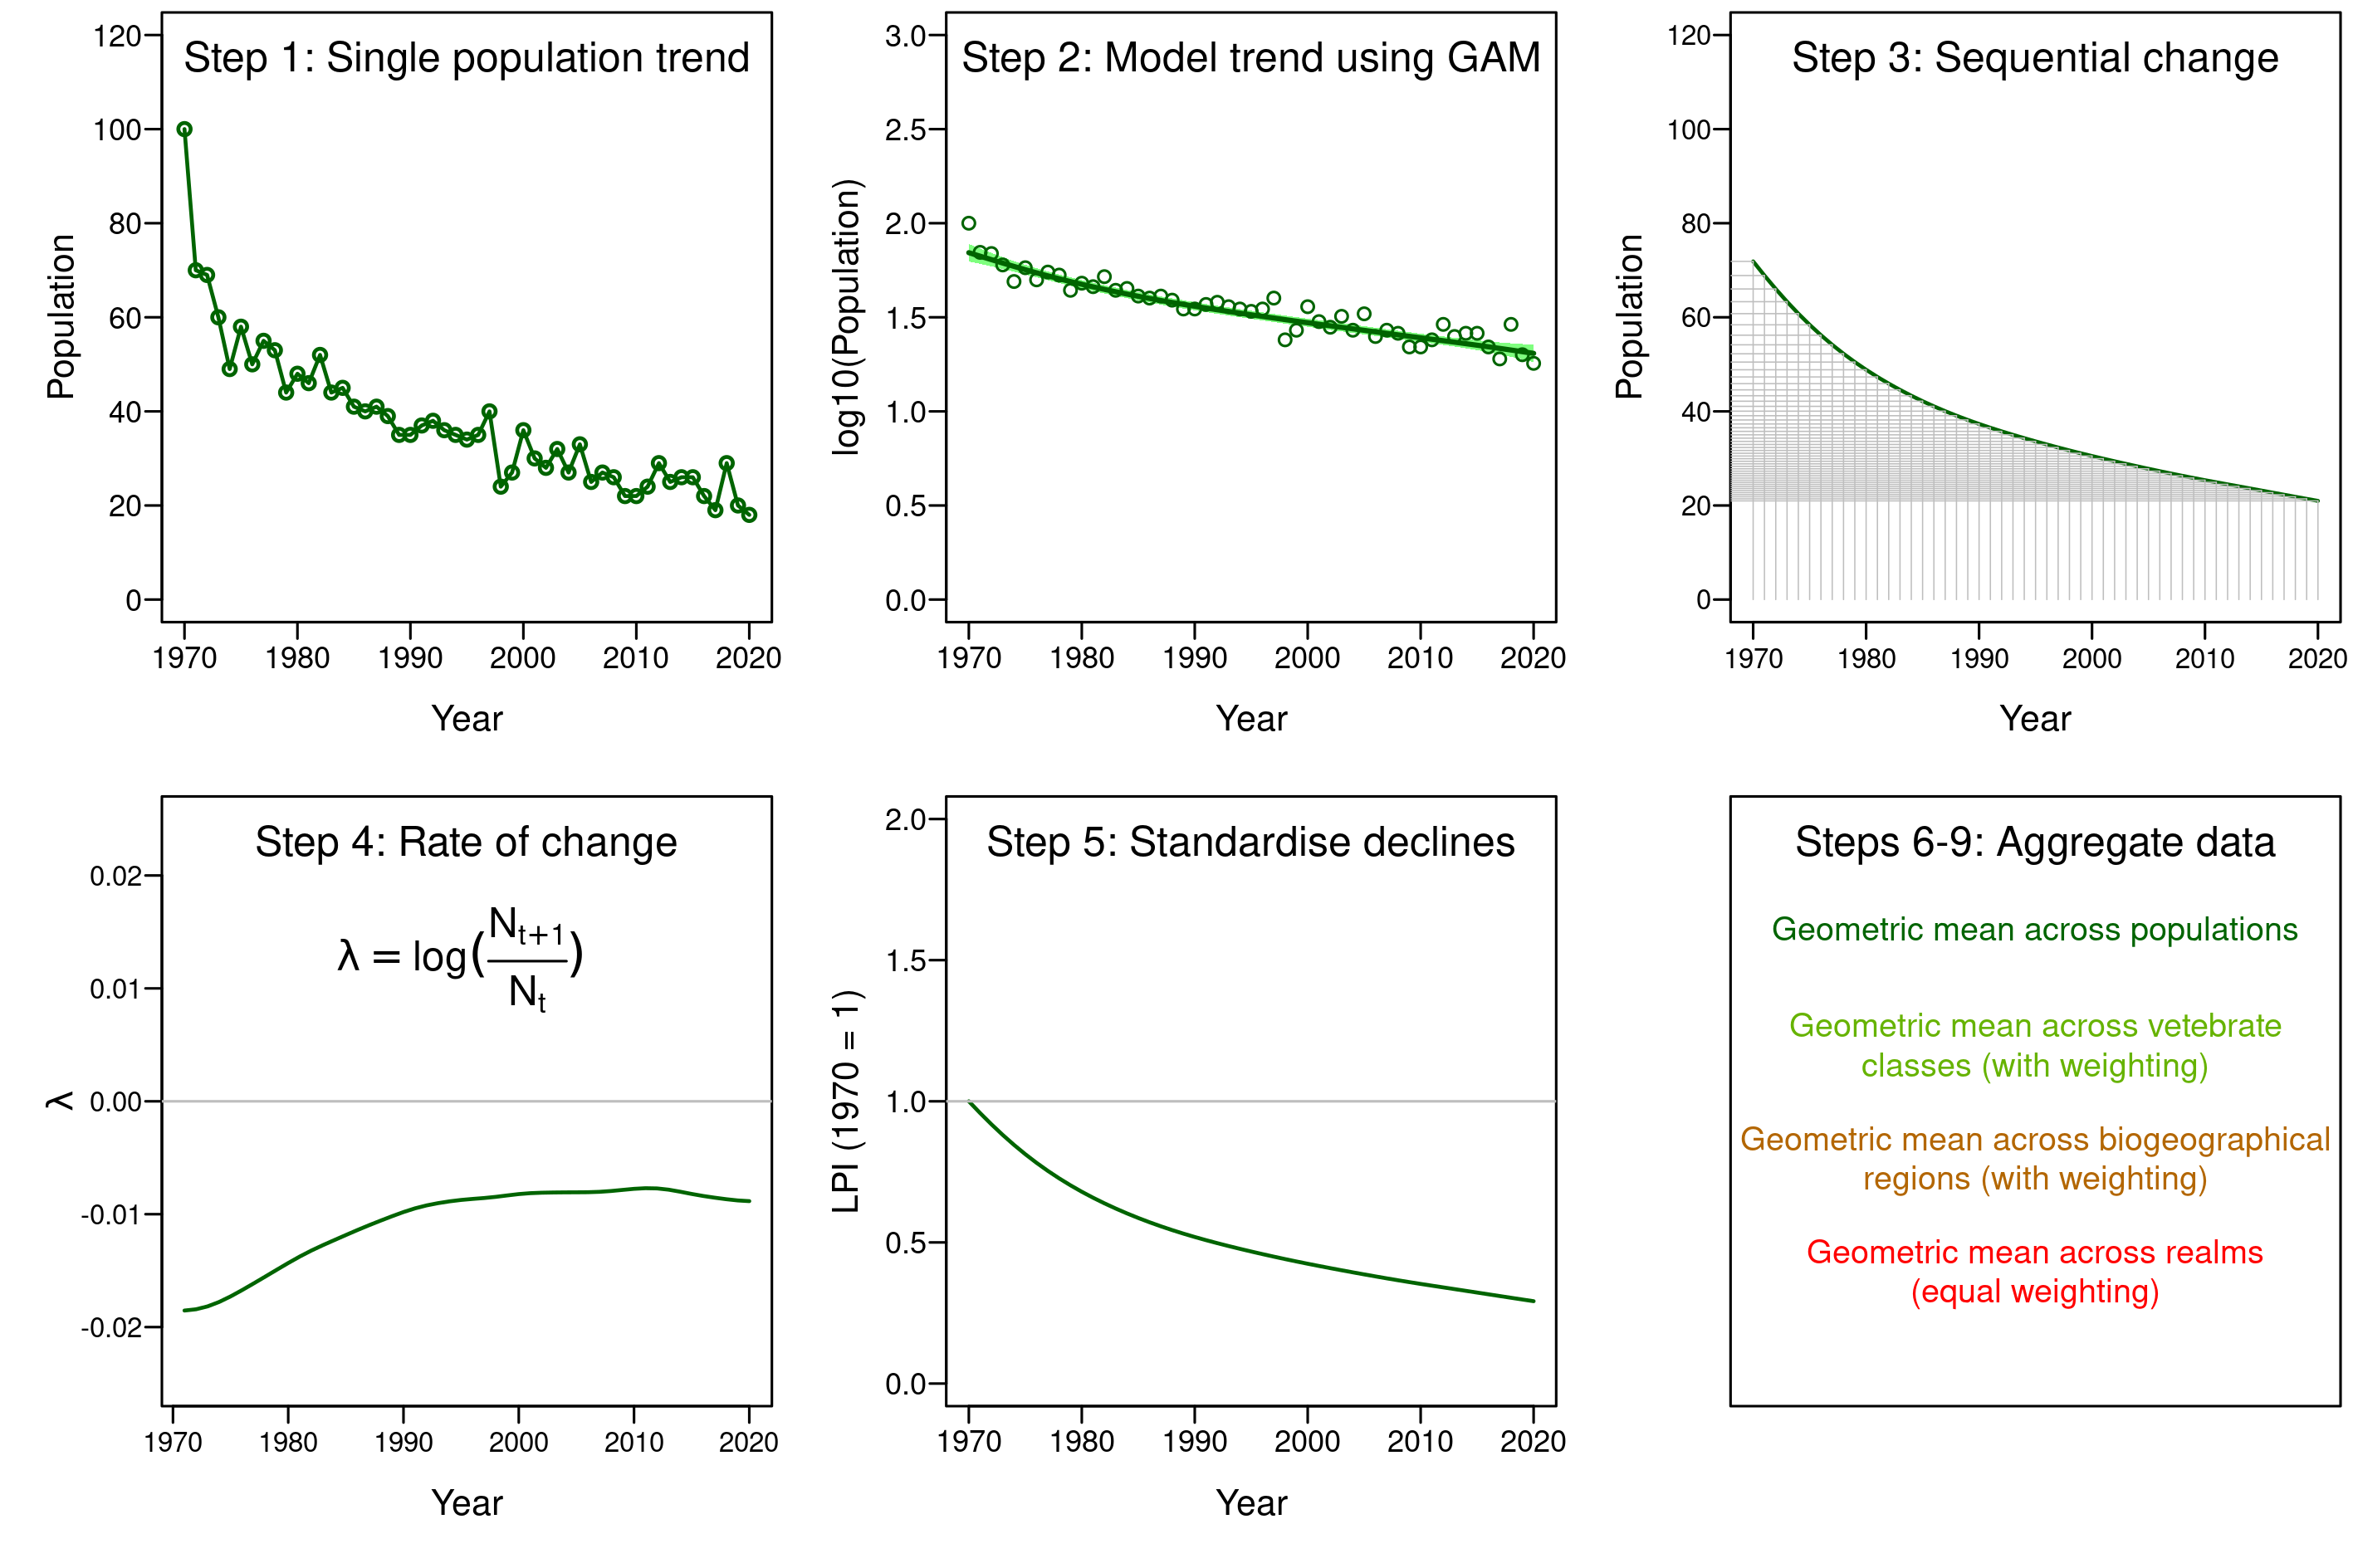 Step 1: Single population trend
120
100
80
60
40
20
0
Population
1970 1980 1990 2000 2010 2020
Year
Step 2: Model trend using GAM
3.0
2.5
2.0
1.5
1.0
0.5
0.0
log10(Population)
1970 1980 1990 2000 2010 2020
Year
Step 3: Sequential change
120
100
80
60
40
20
0
Population
1970 1980 1990 2000 2010 2020
Year
Step 4: Rate of change
λ = log(N_{t+1}/N_t)
0.02
0.01
0.00
-0.01
-0.02
λ
1970 1980 1990 2000 2010 2020
Year
Step 5: Standardise declines
2.0
1.5
1.0
0.5
0.0
LPI (1970 = 1)
1970 1980 1990 2000 2010 2020
Year
Steps 6-9: Aggregate data
Geometric mean across populations
Geometric mean across vetebrate
classes (with weighting)
Geometric mean across biogeographical
regions (with weighting)
Geometric mean across realms
(equal weighting)